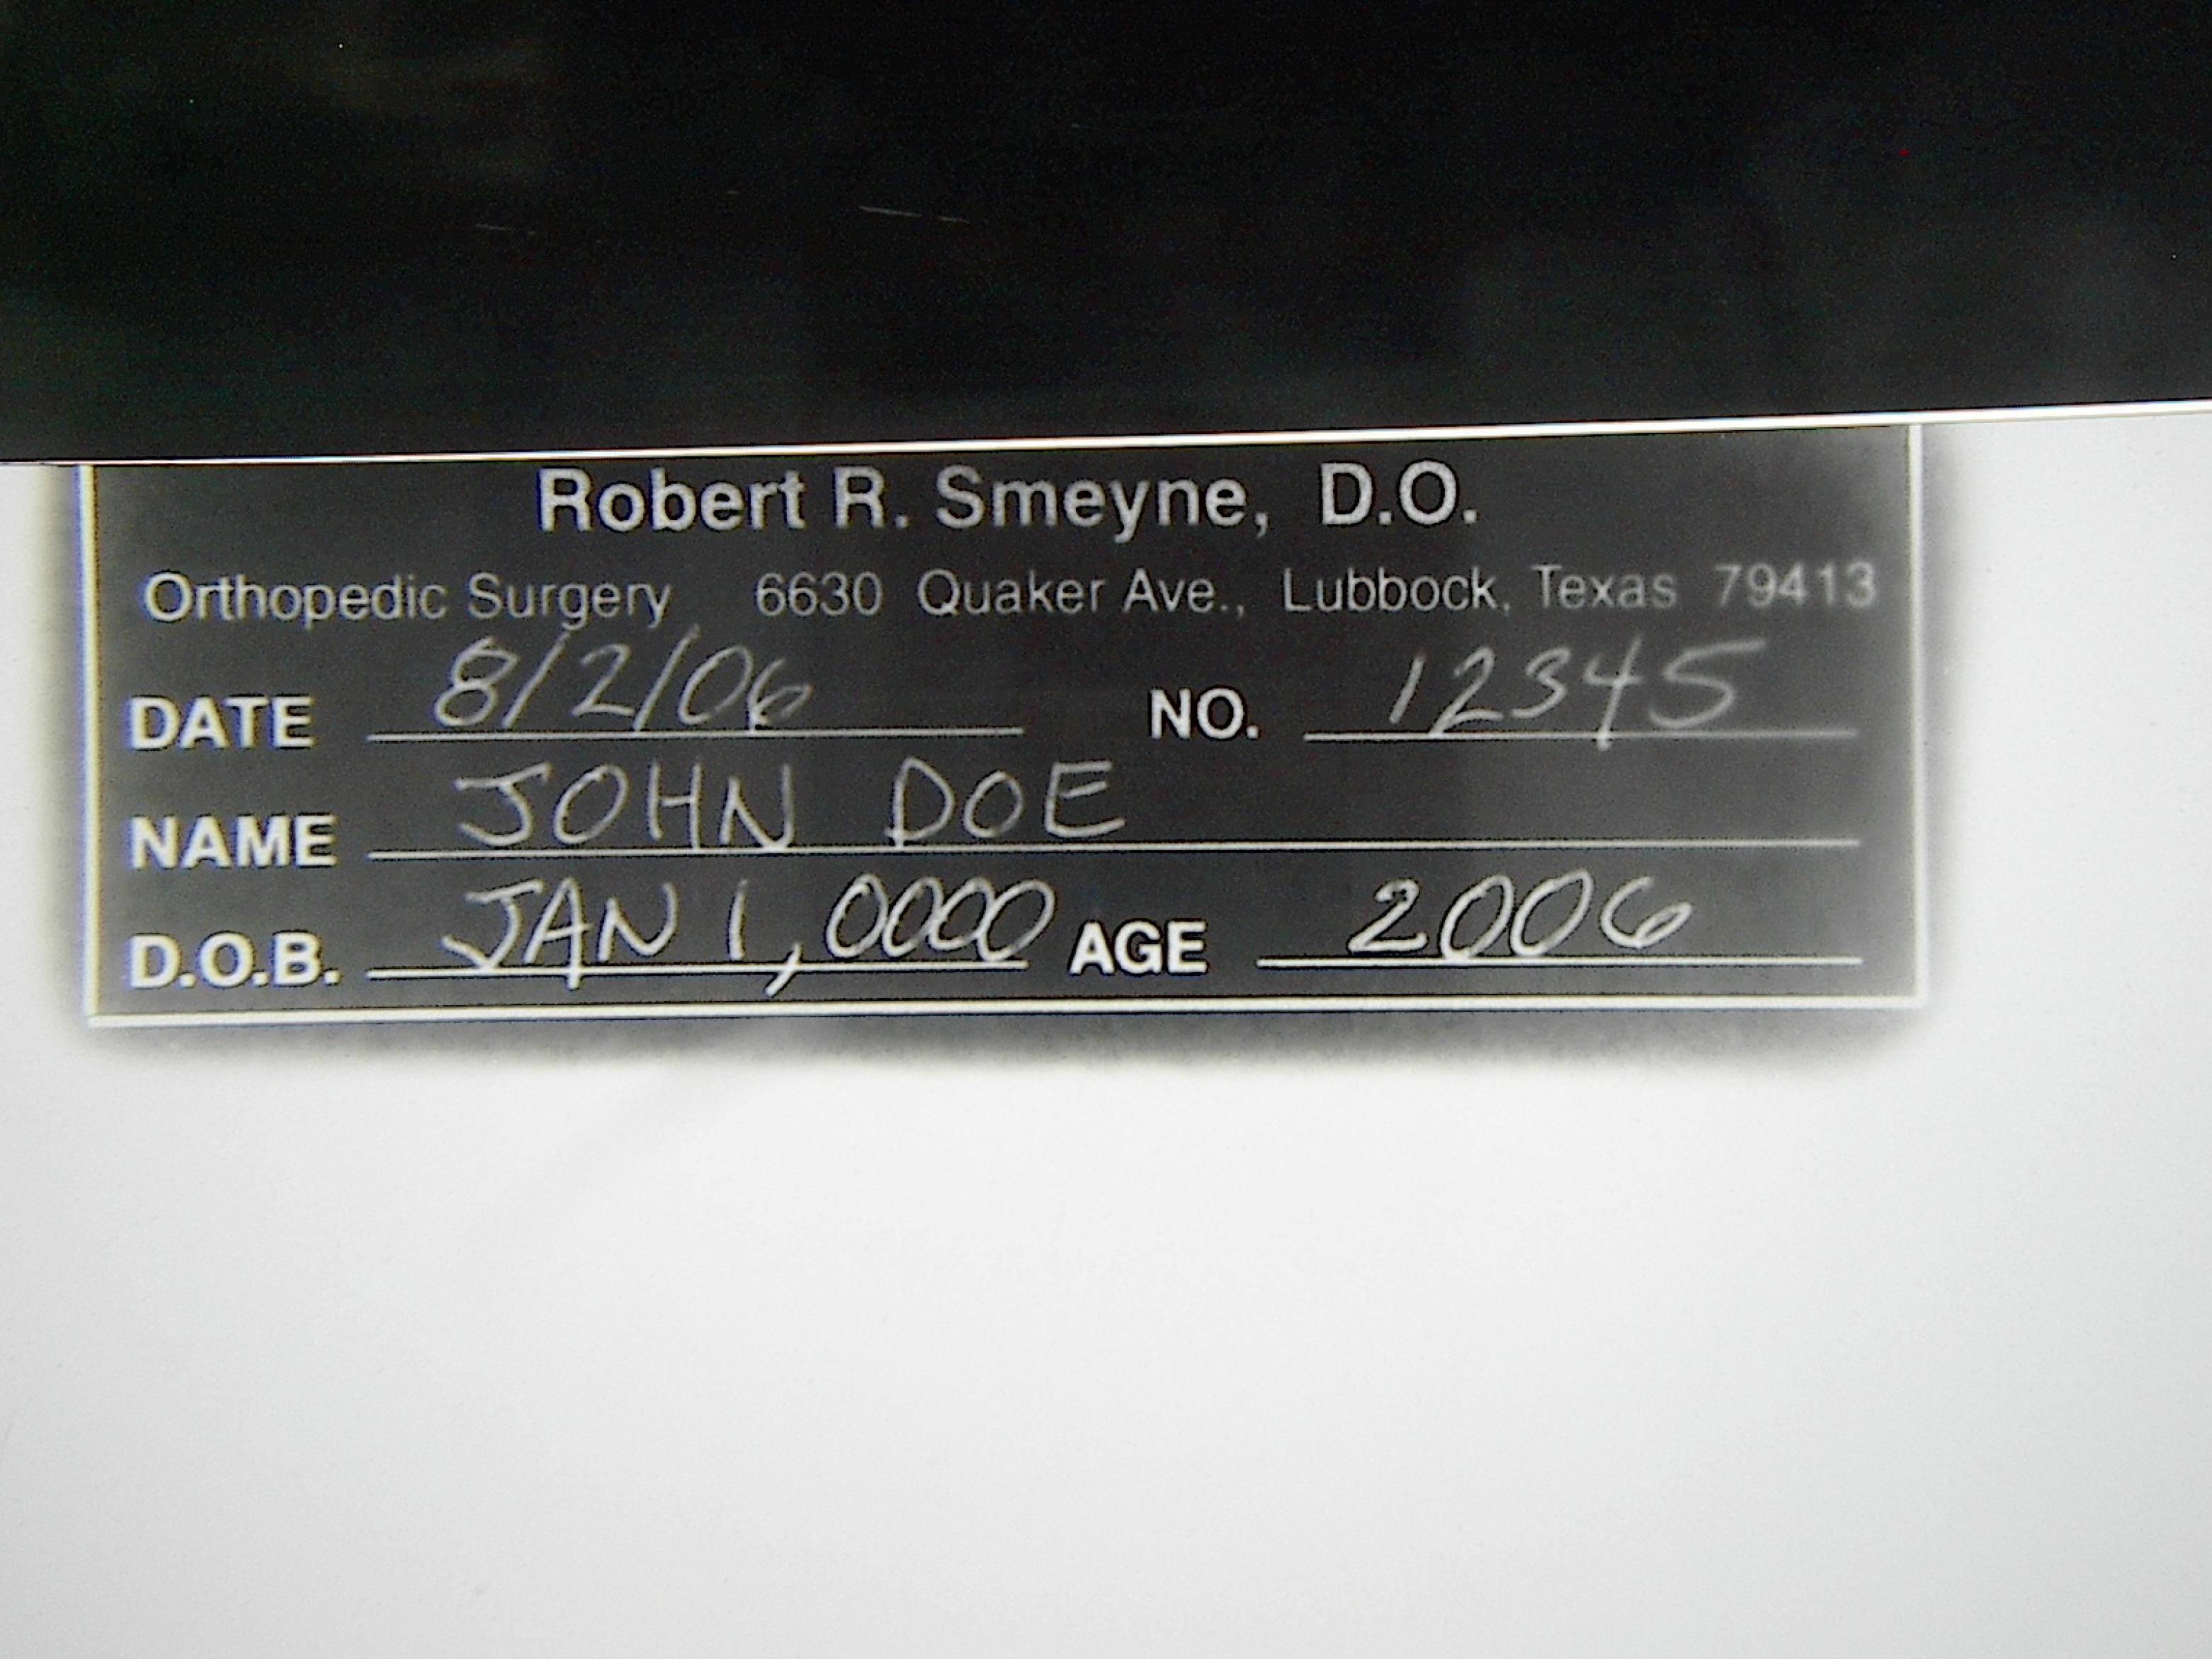 Robert R. Smeyne, D.O.
Orthopedic Surgery 6630 Quaker Ave., Lubbock, Texas 79413
DATE 8/2/06 NO. 12345
NAME JOHN DOE
D.O.B. JAN 1, 0000 AGE 2006